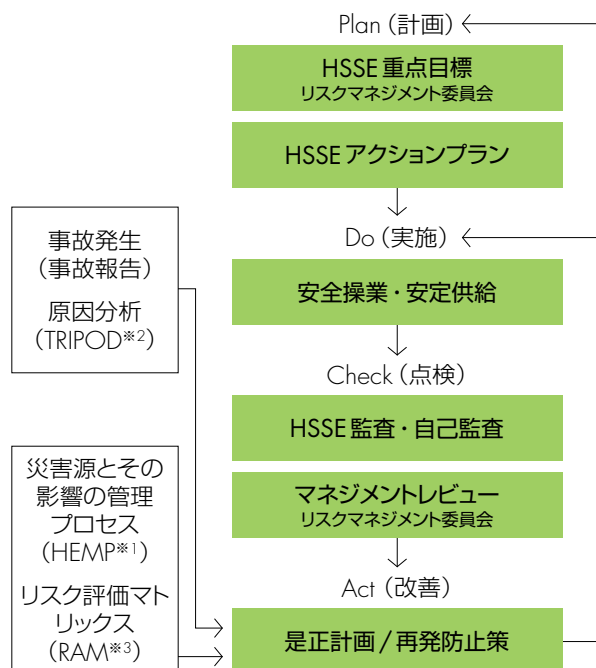 Plan（計画）
HSSE 重点目標
リスクマネジメント委員会
HSSE アクションプラン
Do（実施）
安全操業・安定供給
Check（点検）
HSSE 監査・自己監査
マネジメントレビュー
リスクマネジメント委員会
Act（改善）
是正計画 / 再発防止策
事故発生
（事故報告）
原因分析
（TRIPOD※2）
災害源とその
影響の管理
プロセス
（HEMP※1）
リスク評価マト
リックス
（RAM※3）